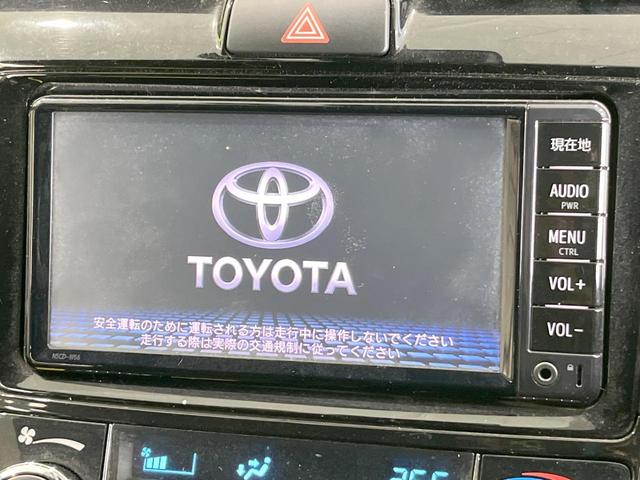 現在地
AUDIO
PWR
MENU
CTRL
VOL+
VOL-
TOYOTA
安全運転のために運転される方は走行中に操作しないでください
走行する際は実際の交通規制に従ってください
NSCD-W66